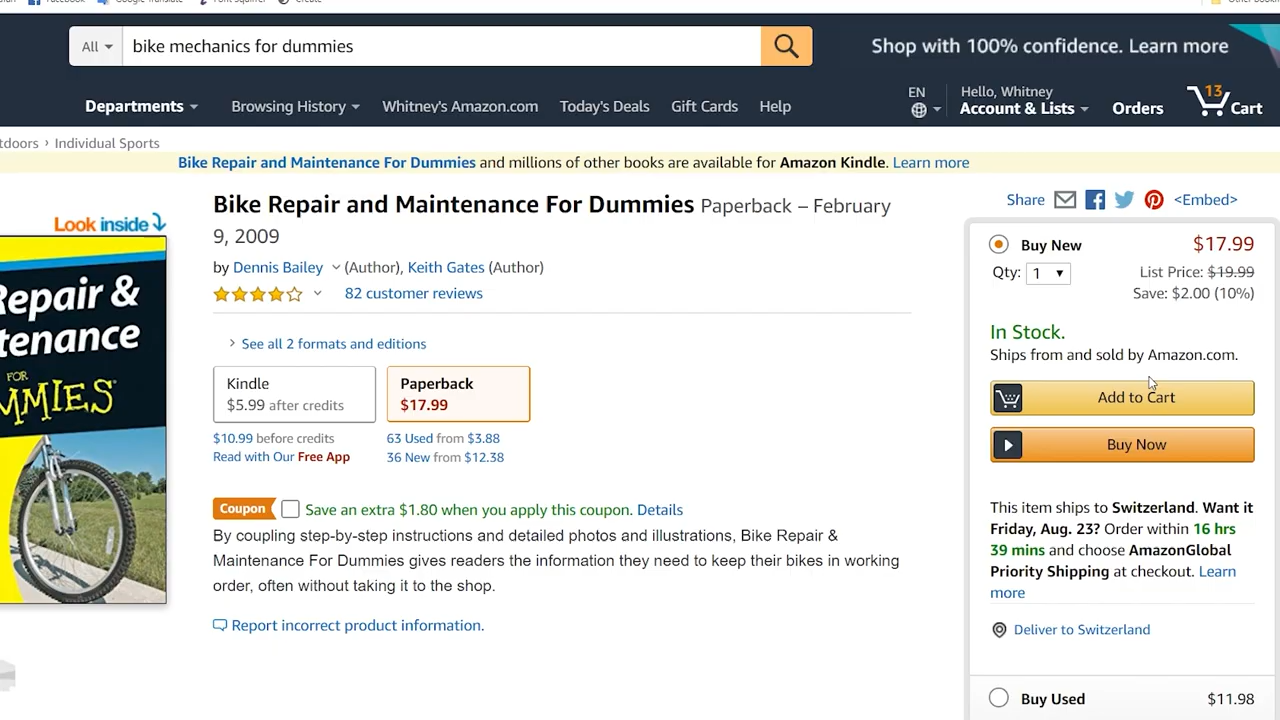 Facebook
Google Translate
Create
All
bike mechanics for dummies
Shop with 100% confidence. Learn more
Departments
Browsing History
Whitney's Amazon.com
Today's Deals
Gift Cards
Help
EN
Hello, Whitney
Account & Lists
Orders
13
Cart
tdoors › Individual Sports
Bike Repair and Maintenance For Dummies and millions of other books are available for Amazon Kindle. Learn more
Look inside
Repair &
tenance
FOR
MMIES
Bike Repair and Maintenance For Dummies Paperback – February
9, 2009
by Dennis Bailey (Author), Keith Gates (Author)
82 customer reviews
See all 2 formats and editions
Kindle
$5.99 after credits
$10.99 before credits
Read with Our Free App
Paperback
$17.99
63 Used from $3.88
36 New from $12.38
Coupon Save an extra $1.80 when you apply this coupon. Details
By coupling step-by-step instructions and detailed photos and illustrations, Bike Repair &
Maintenance For Dummies gives readers the information they need to keep their bikes in working
order, often without taking it to the shop.
Report incorrect product information.
Share <Embed>
Buy New $17.99
Qty: 1 List Price: $19.99
Save: $2.00 (10%)
In Stock.
Ships from and sold by Amazon.com.
Add to Cart
Buy Now
This item ships to Switzerland. Want it
Friday, Aug. 23? Order within 16 hrs
39 mins and choose AmazonGlobal
Priority Shipping at checkout. Learn
more
Deliver to Switzerland
Buy Used $11.98